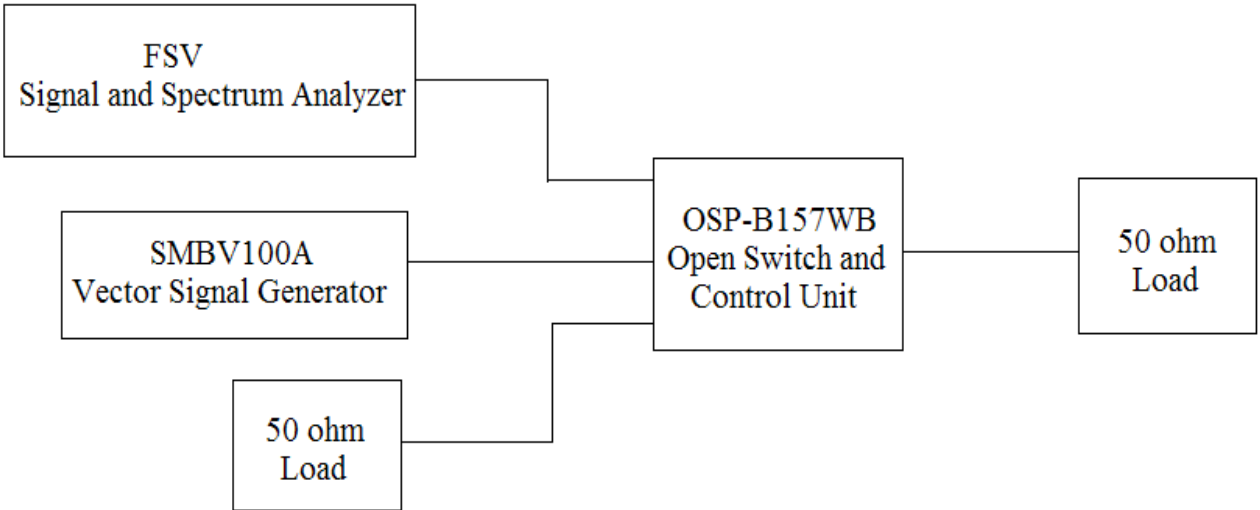 FSV
Signal and Spectrum Analyzer
SMBV100A
Vector Signal Generator
50 ohm
Load
OSP-B157WB
Open Switch and
Control Unit
50 ohm
Load